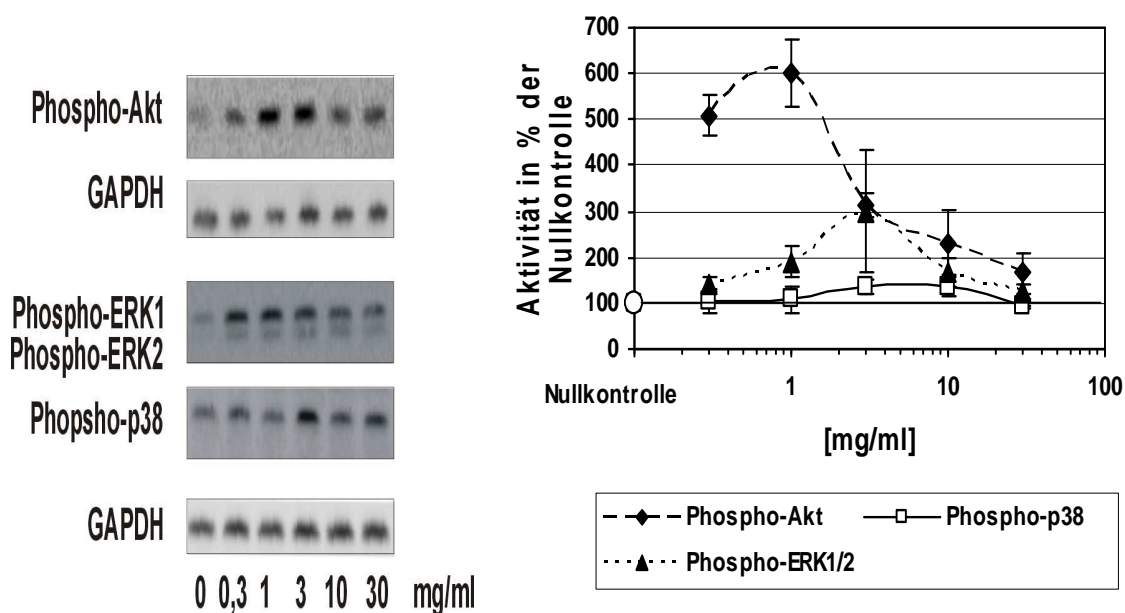 Phospho-Akt
GAPDH
Phospho-ERK1
Phospho-ERK2
Phopsho-p38
GAPDH
0 0,3 1 3 10 30 mg/ml
Aktivität in % der
Nullkontrolle
700
600
500
400
300
200
100
0
Nullkontrolle 1 10 100
[mg/ml]
Phospho-Akt Phospho-p38
Phospho-ERK1/2